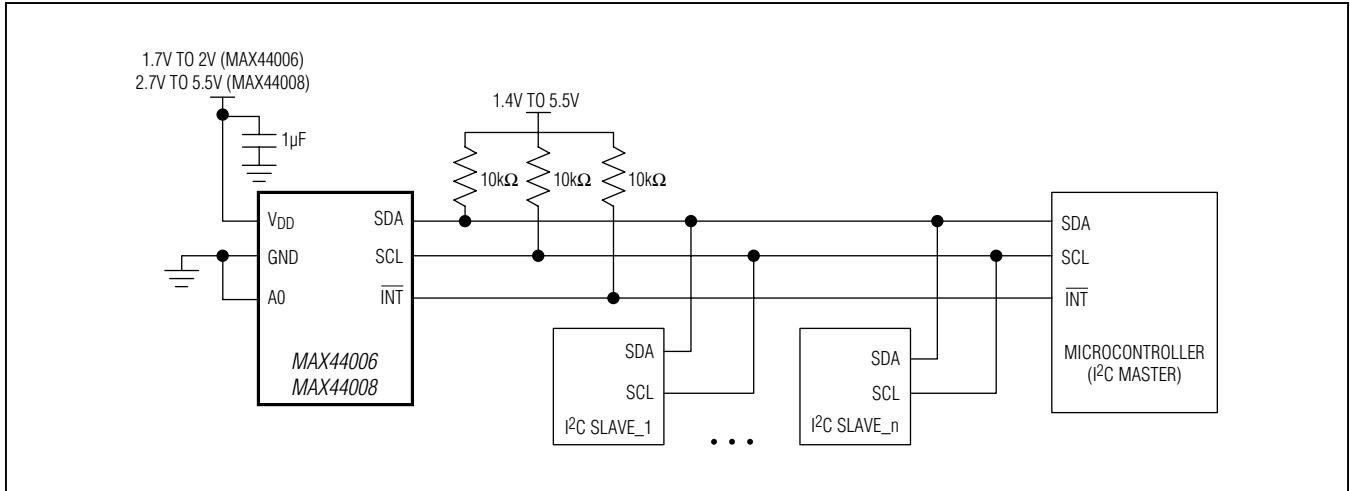 1.7V TO 2V (MAX44006)
2.7V TO 5.5V (MAX44008)
1µF
1.4V TO 5.5V
10kΩ 10kΩ 10kΩ
VDD
GND
A0
SDA
SCL
INT
MAX44006
MAX44008
SDA
SCL
I2C SLAVE_1
• • •
SDA
SCL
I2C SLAVE_n
SDA
SCL
INT
MICROCONTROLLER
(I2C MASTER)